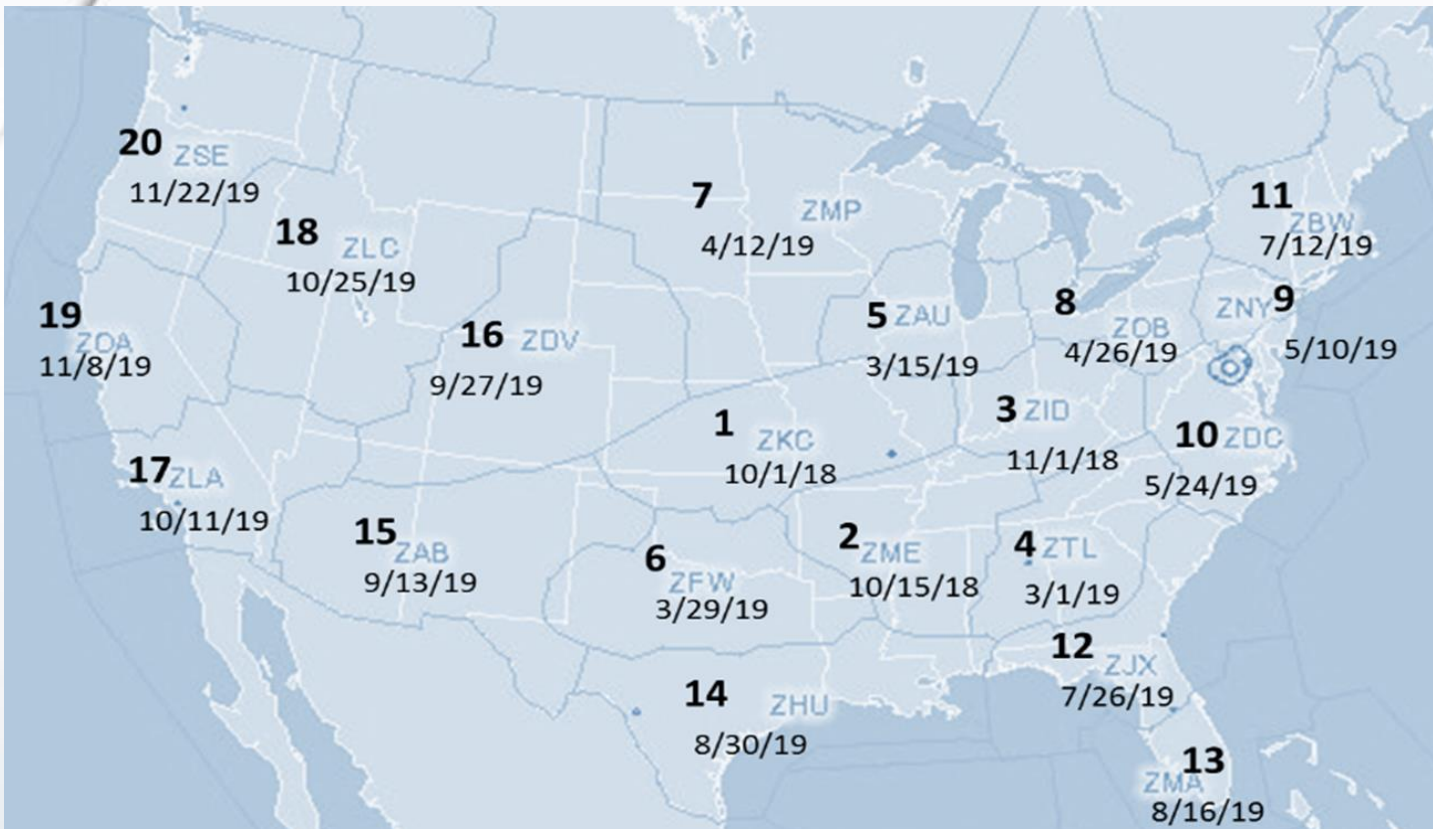 20
ZSE
11/22/19
18
ZLC
10/25/19
19
ZOA
11/8/19
17 ZLA
10/11/19
16 ZDV
9/27/19
15
ZAB
9/13/19
7
ZMP
4/12/19
5 ZAU
3/15/19
1
ZKC
10/1/18
6
ZFW
3/29/19
14
ZHU
8/30/19
2
ZME
10/15/18
8
ZOB
4/26/19
3 ZID
11/1/18
4 ZTL
3/1/19
11
ZBW
7/12/19
ZNY 9
5/10/19
10 ZDC
5/24/19
12
ZJX
7/26/19
13
ZMA
8/16/19